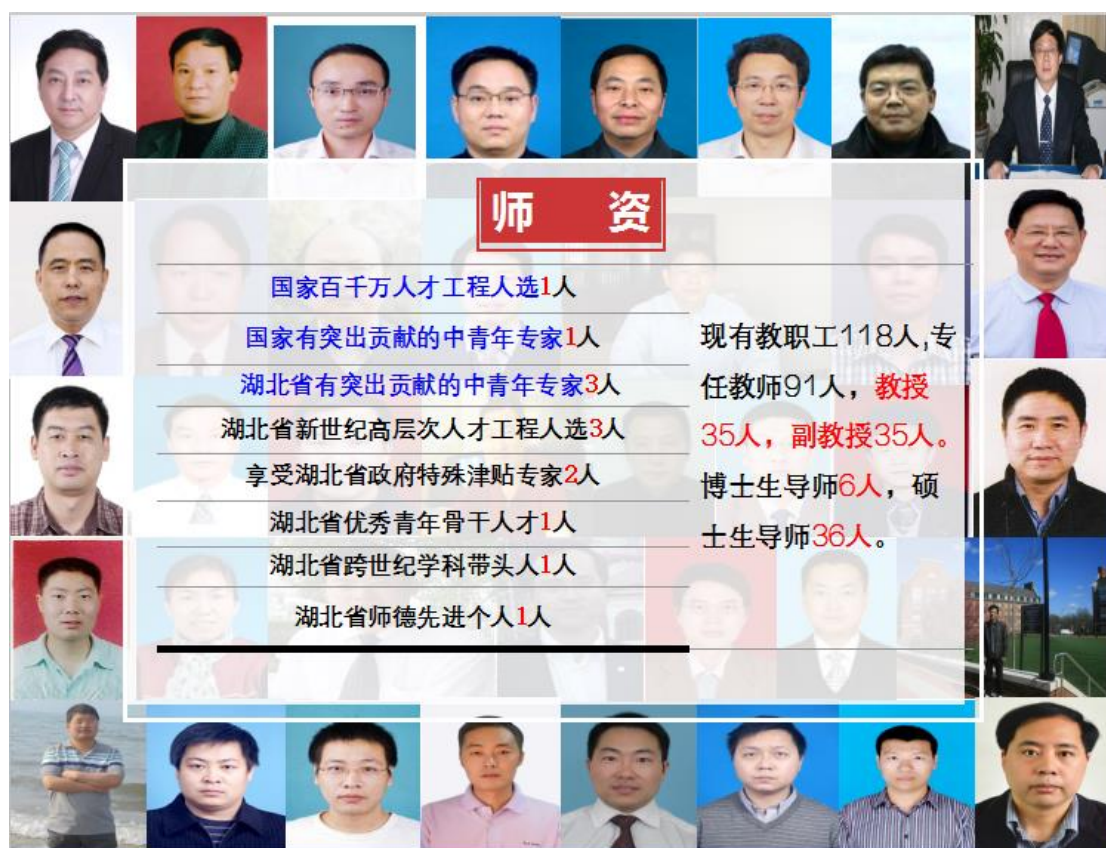 师 资
国家百千万人才工程人选1人
国家有突出贡献的中青年专家1人
湖北省有突出贡献的中青年专家3人
湖北省新世纪高层次人才工程人选3人
享受湖北省政府特殊津贴专家2人
湖北省优秀青年骨干人才1人
湖北省跨世纪学科带头人1人
湖北省师德先进个人1人
现有教职工118人,专
任教师91人，教授
35人，副教授35人。
博士生导师6人，硕
士生导师36人。